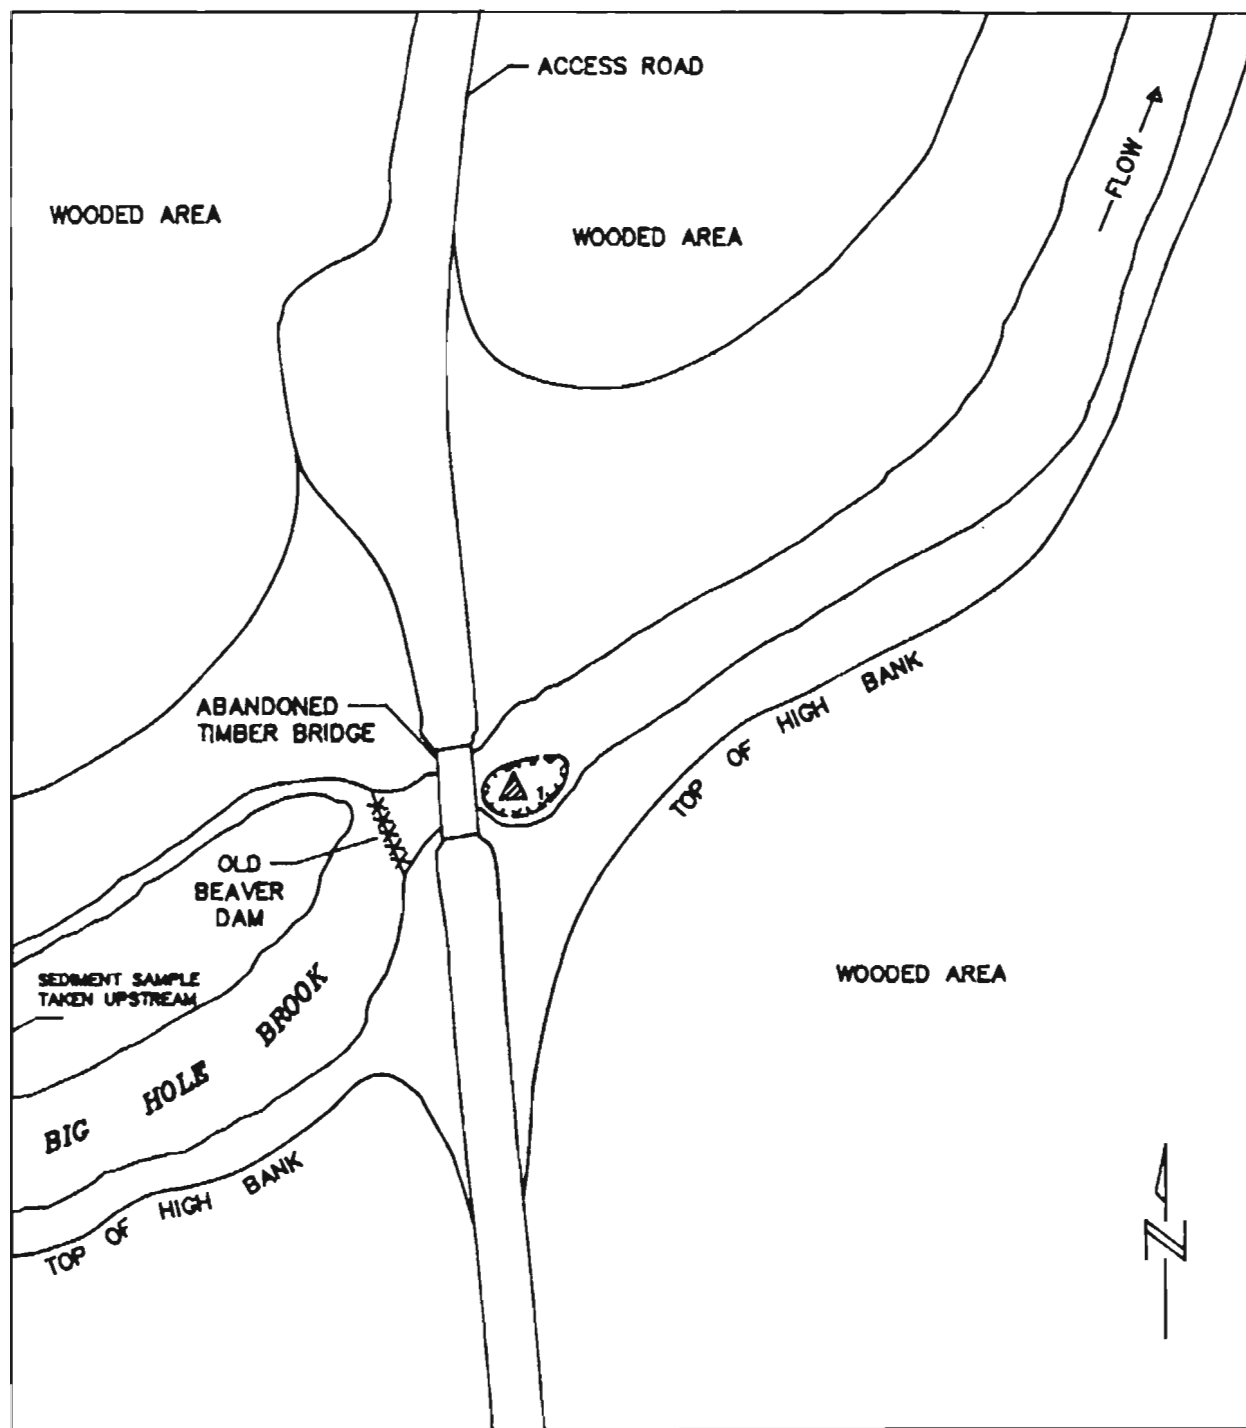 ACCESS ROAD
FLOW
WOODED AREA
WOODED AREA
ABANDONED
TIMBER BRIDGE
TOP OF HIGH BANK
1
OLD
BEAVER
DAM
SEDIMENT SAMPLE
TAKEN UPSTREAM
WOODED AREA
BIG HOLE BROOK
TOP OF HIGH BANK
N